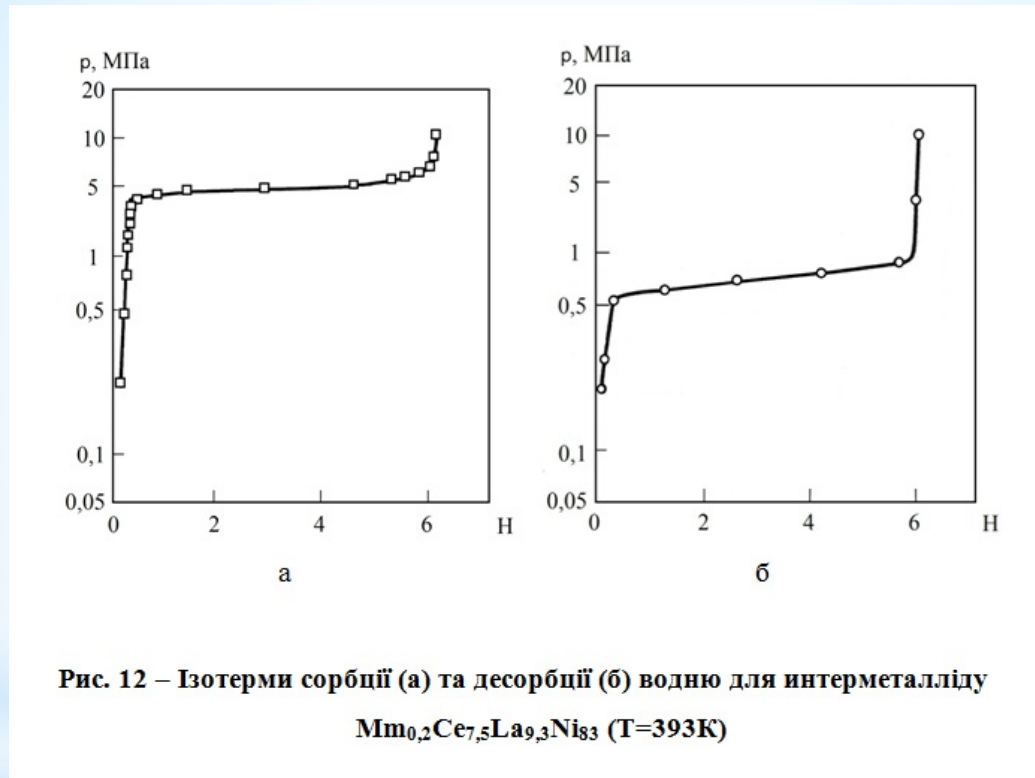 p, МПа
20
10
5
1
0,5
0,1
0,05
0 2 4 6 H
а
p, МПа
20
10
5
1
0,5
0,1
0,05
0 2 4 6 H
б
Рис. 12 – Ізотерми сорбції (а) та десорбції (б) водню для интерметалліду
Mm₀,₂Ce₇,₅La₉,₃Ni₈₃ (T=393К)